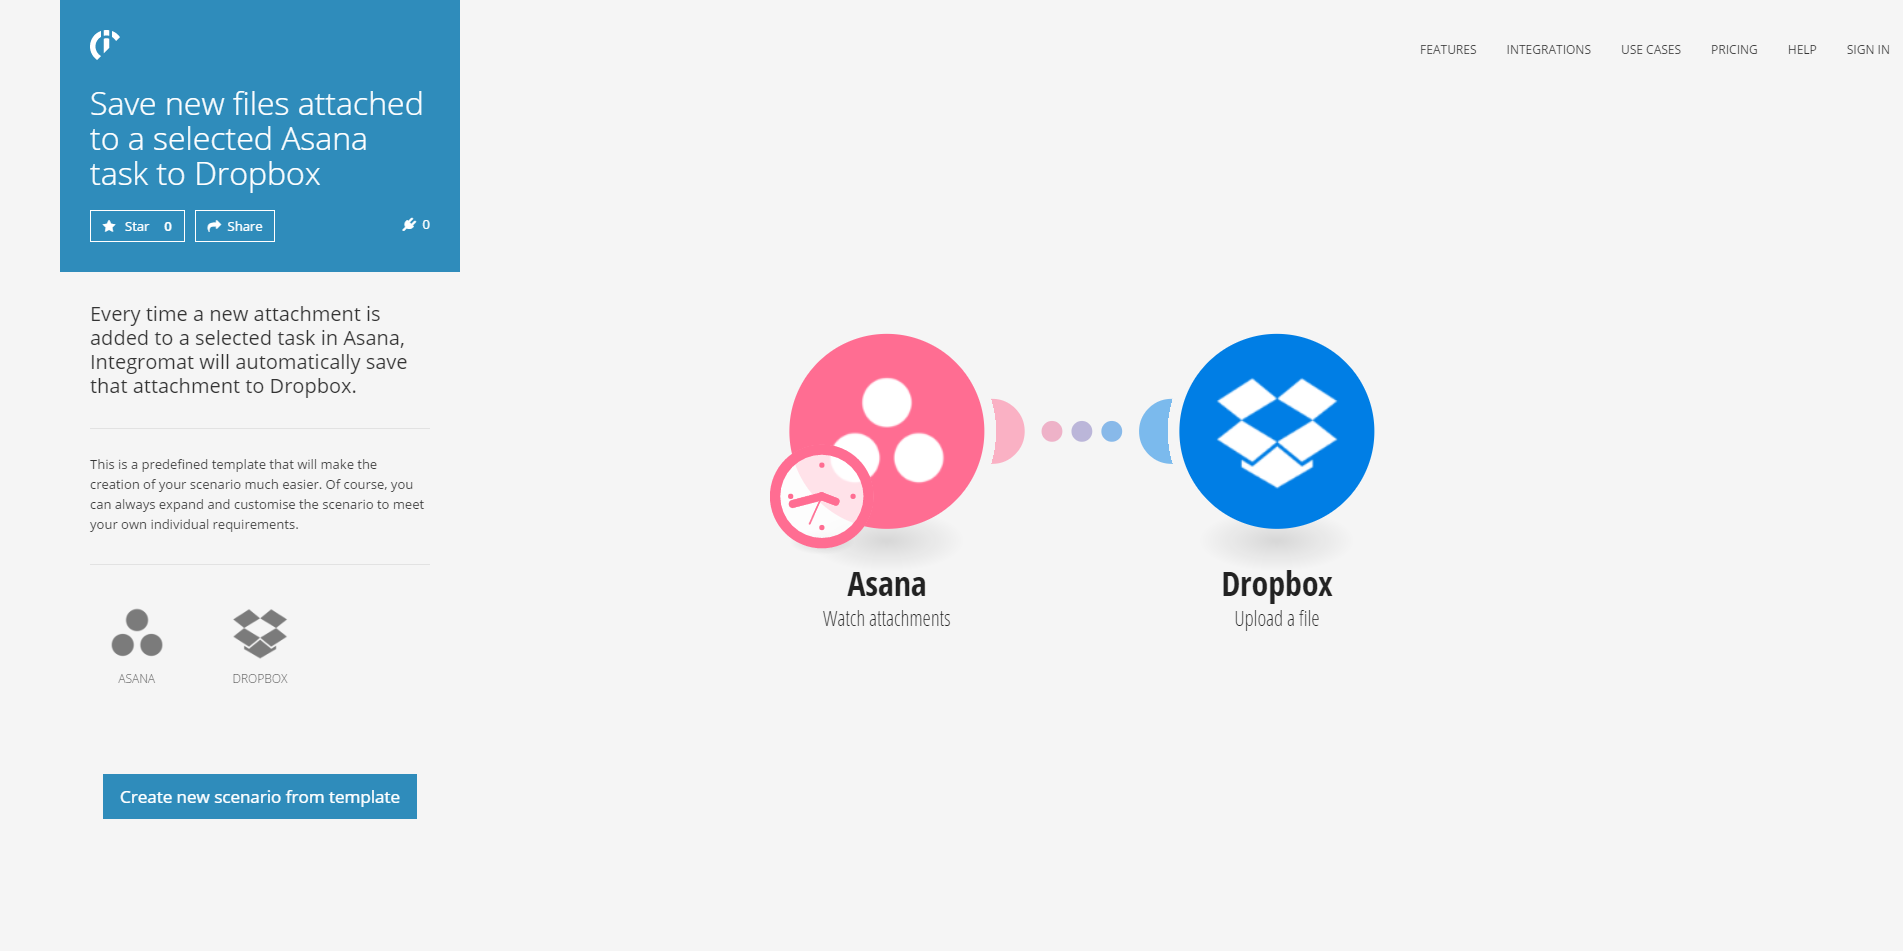 FEATURES INTEGRATIONS USE CASES PRICING HELP SIGN IN
Save new files attached
to a selected Asana
task to Dropbox
Star 0 Share 0
Every time a new attachment is
added to a selected task in Asana,
Integromat will automatically save
that attachment to Dropbox.
This is a predefined template that will make the
creation of your scenario much easier. Of course, you
can always expand and customise the scenario to meet
your own individual requirements.
ASANA DROPBOX
Create new scenario from template
Asana
Watch attachments
Dropbox
Upload a file